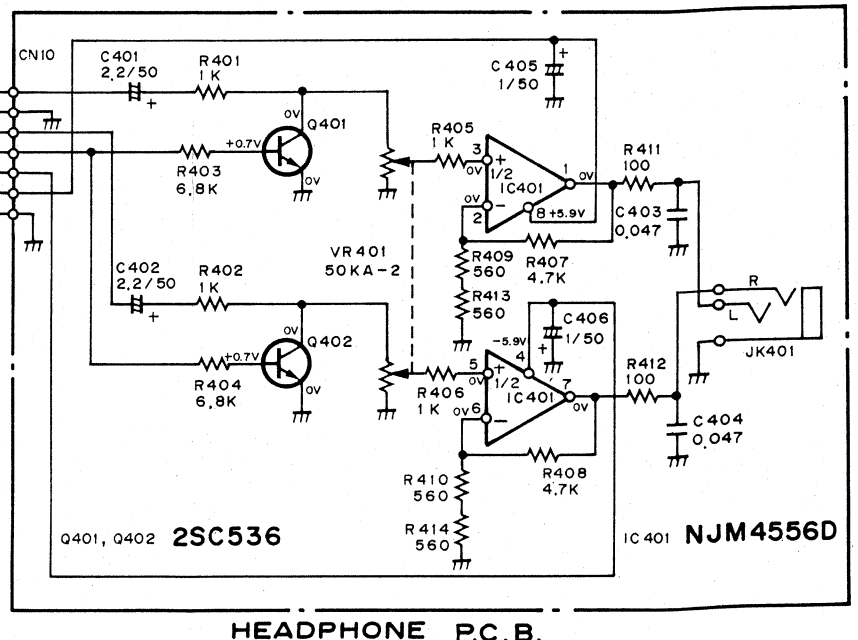 CN10
C401
2.2/50
+
R401
1K
0V
Q401
+0.7V
R403
6.8K
0V
C405
1/50
+
R405
1K
3
0V
+
1/2
IC401
1
0V
0V
2
−
8
+5.9V
R411
100
C403
0.047
R409
560
R407
4.7K
R413
560
VR401
50KA-2
C402
2.2/50
+
R402
1K
0V
Q402
+0.7V
R404
6.8K
0V
R
L
JK401
-5.9V
4
C406
1/50
+
R406
1K
5
0V
+
1/2
IC401
7
0V
0V
6
−
R412
100
C404
0.047
R408
4.7K
R410
560
R414
560
Q401, Q402 2SC536
IC401 NJM4556D
HEADPHONE P.C.B.